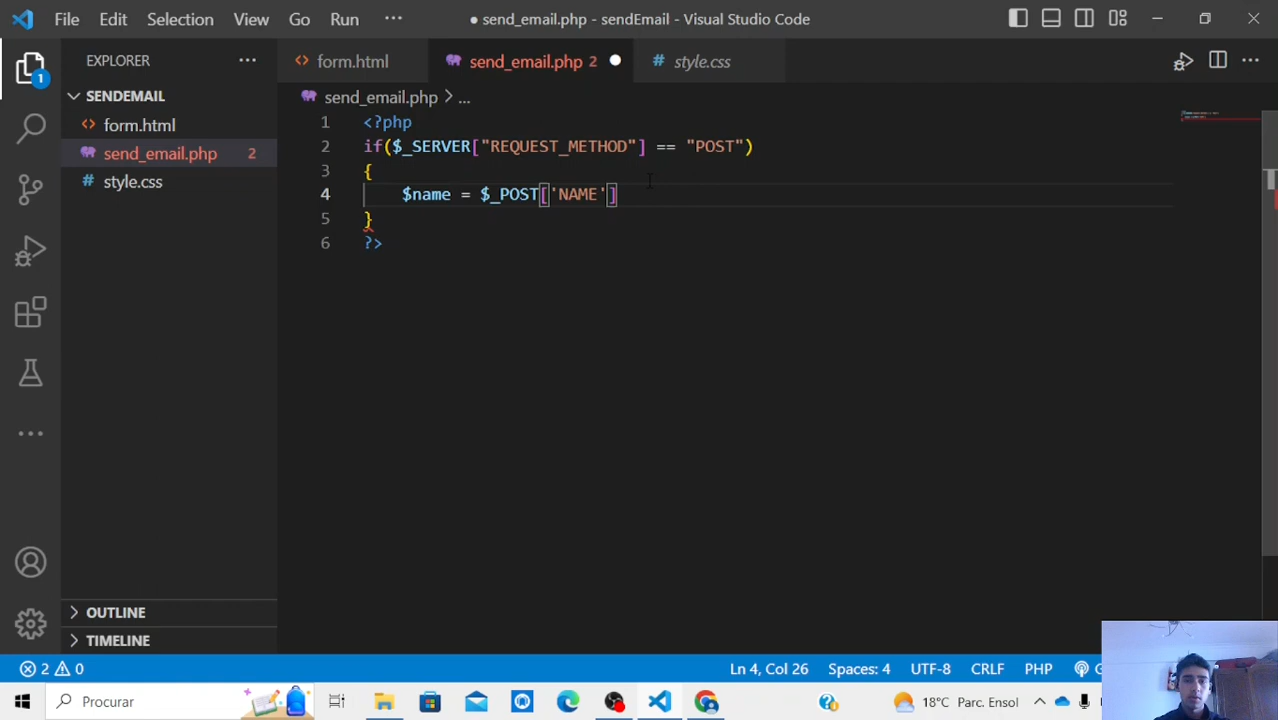 File Edit Selection View Go Run ··· ● send_email.php - sendEmail - Visual Studio Code
EXPLORER ··· <> form.html send_email.php 2 ● # style.css ···
1
SENDEMAIL
send_email.php > ...
<> form.html
send_email.php 2
# style.css
1 <?php
2 if($_SERVER["REQUEST_METHOD"] == "POST")
3 {
4 $name = $_POST['NAME']
5 }
6 ?>
OUTLINE
TIMELINE
2 0 Ln 4, Col 26 Spaces: 4 UTF-8 CRLF PHP G
Procurar 18°C Parc. Ensol